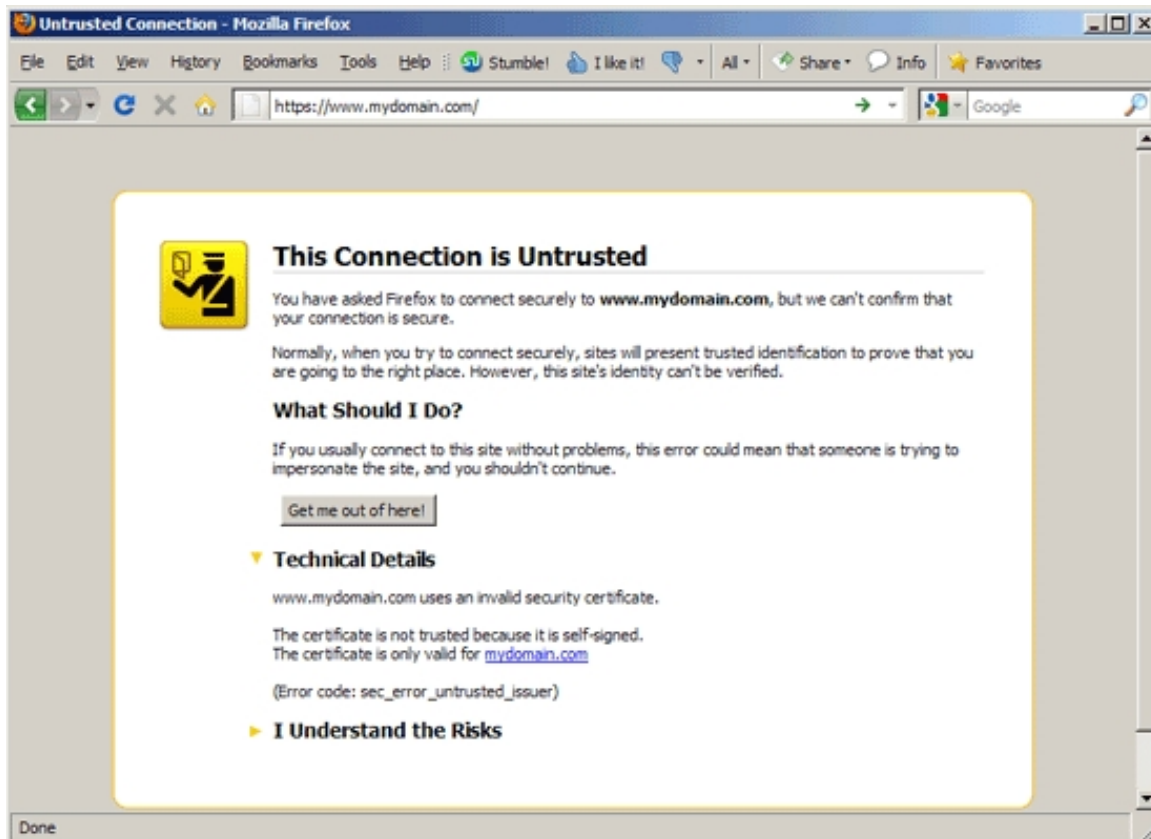 Untrusted Connection - Mozilla Firefox
File Edit View History Bookmarks Tools Help Stumble! I like it! All Share Info Favorites
https://www.mydomain.com/ Google
This Connection is Untrusted
You have asked Firefox to connect securely to www.mydomain.com, but we can't confirm that
your connection is secure.
Normally, when you try to connect securely, sites will present trusted identification to prove that you
are going to the right place. However, this site's identity can't be verified.
What Should I Do?
If you usually connect to this site without problems, this error could mean that someone is trying to
impersonate the site, and you shouldn't continue.
Get me out of here!
Technical Details
www.mydomain.com uses an invalid security certificate.
The certificate is not trusted because it is self-signed.
The certificate is only valid for mydomain.com
(Error code: sec_error_untrusted_issuer)
I Understand the Risks
Done